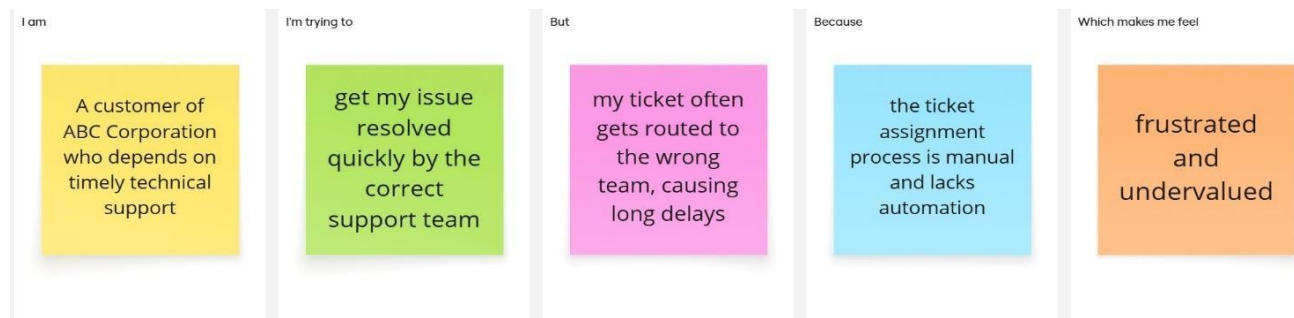 I am
A customer of
ABC Corporation
who depends on
timely technical
support
I'm trying to
get my issue
resolved
quickly by the
correct
support team
But
my ticket often
gets routed to
the wrong
team, causing
long delays
Because
the ticket
assignment
process is manual
and lacks
automation
Which makes me feel
frustrated
and
undervalued